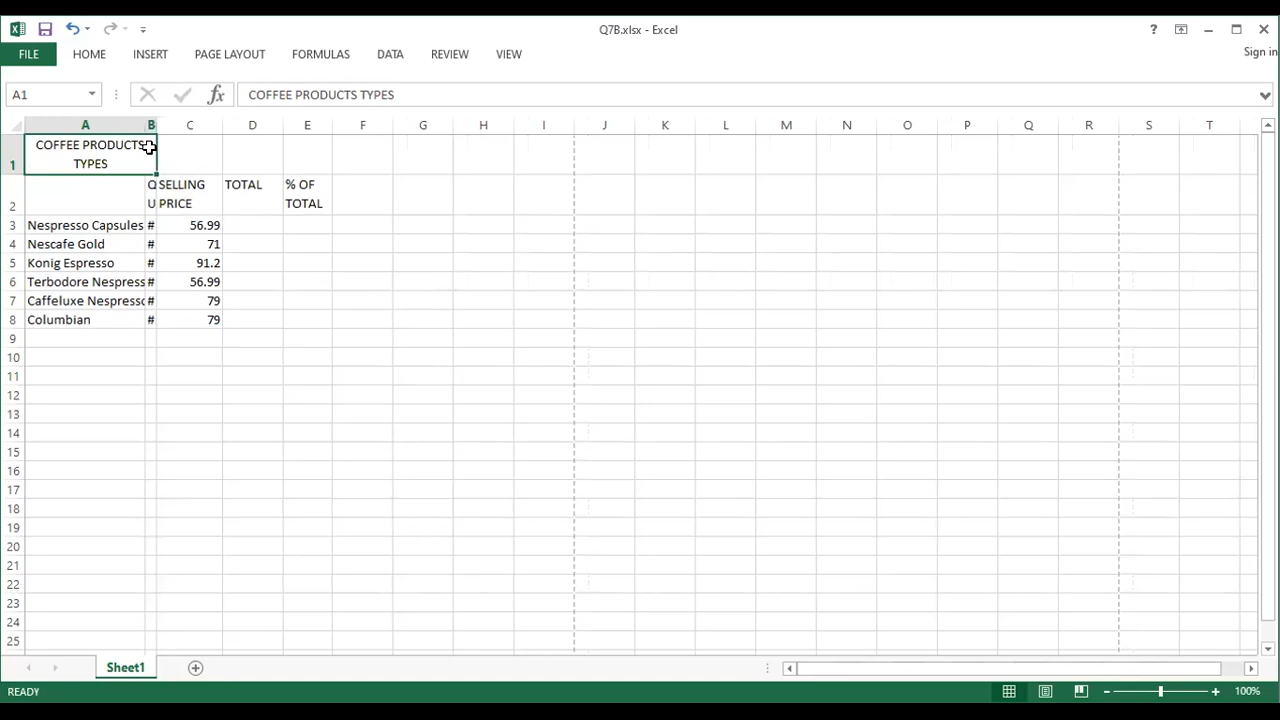 Q7B.xlsx - Excel
?
FILE HOME INSERT PAGE LAYOUT FORMULAS DATA REVIEW VIEW
Sign in
A1 fx COFFEE PRODUCTS TYPES
A B C D E F G H I J K L M N O P Q R S T
COFFEE PRODUCTS
1 TYPES
Q SELLING TOTAL % OF
2 U PRICE TOTAL
3 Nespresso Capsules # 56.99
4 Nescafe Gold # 71
5 Konig Espresso # 91.2
6 Terbodore Nespress # 56.99
7 Caffeluxe Nespresso # 79
8 Columbian # 79
9
10
11
12
13
14
15
16
17
18
19
20
21
22
23
24
25
Sheet1
READY
100%